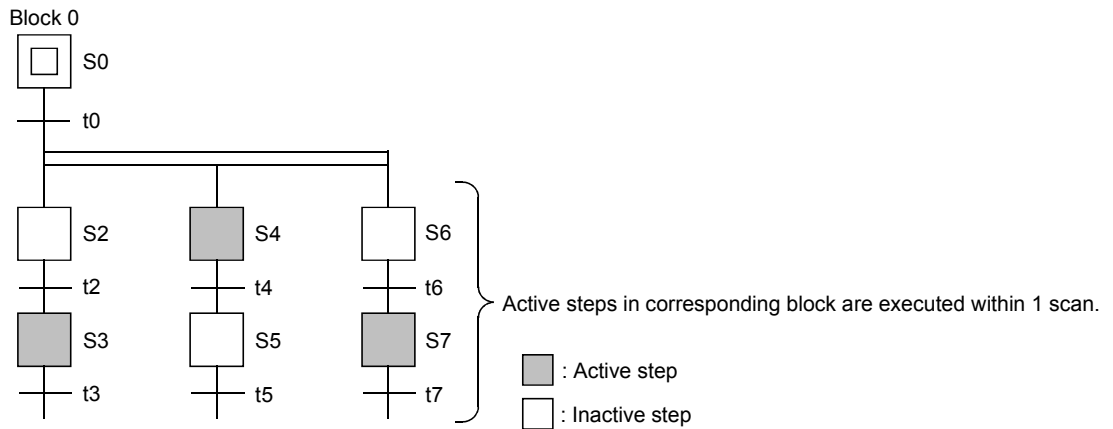 Block 0
S0
t0
S2 S4 S6
t2 t4 t6
Active steps in corresponding block are executed within 1 scan.
S3 S5 S7
: Active step
t3 t5 t7
: Inactive step